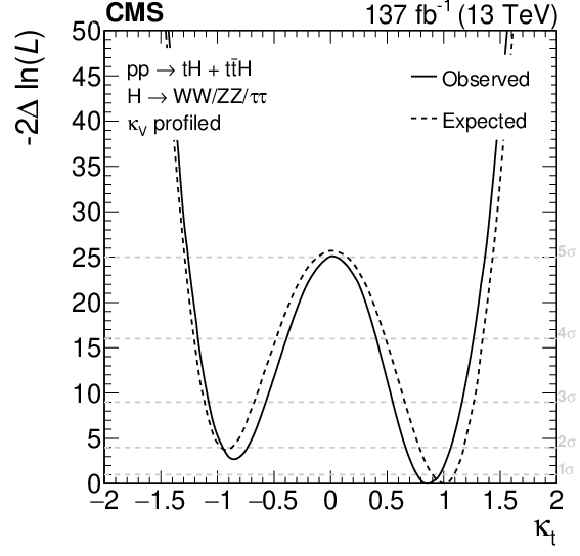 CMS 137 fb⁻¹ (13 TeV)
-2Δ ln(L)
pp → tH + tt̄H
H → WW/ZZ/ττ
κV profiled
Observed
Expected
50
45
40
35
30
25
20
15
10
5
0
5σ
4σ
3σ
2σ
1σ
−2 −1.5 −1 −0.5 0 0.5 1 1.5 2
κt